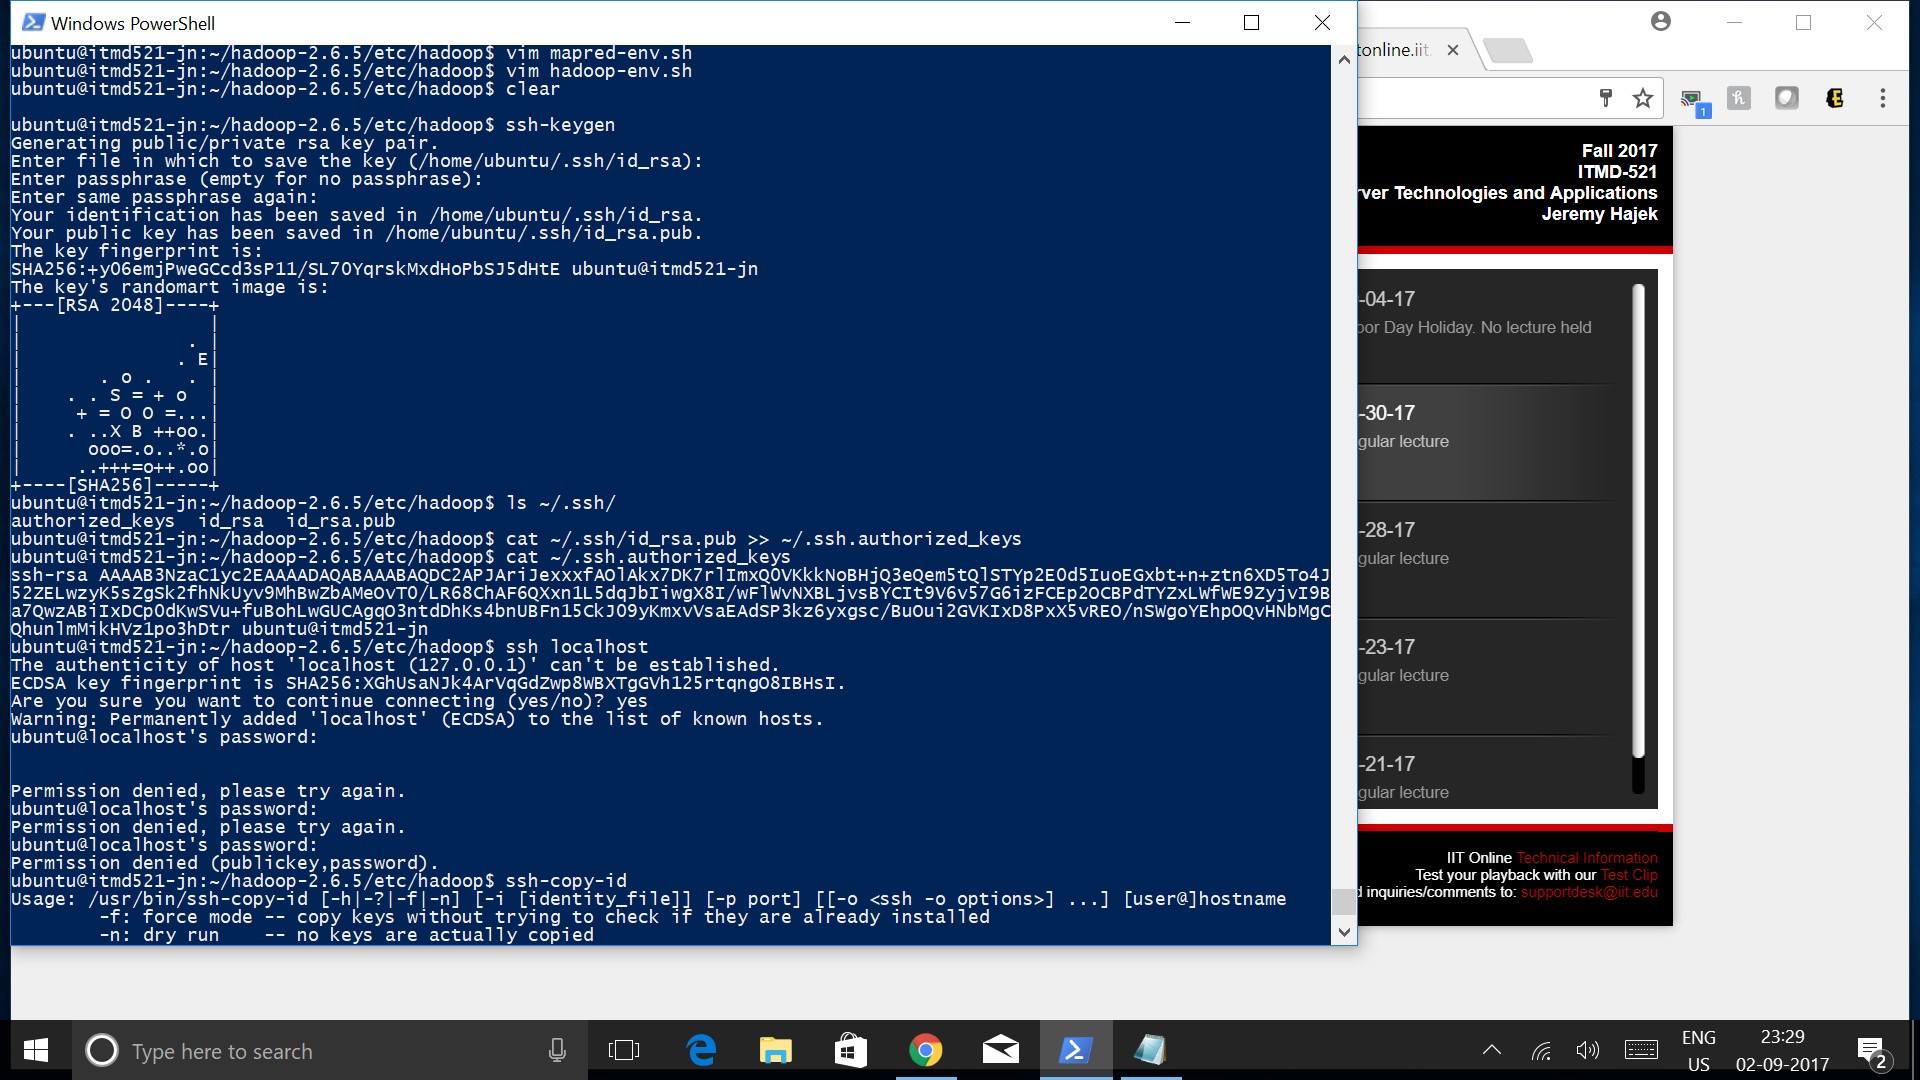 Windows PowerShell
ubuntu@itmd521-jn:~/hadoop-2.6.5/etc/hadoop$ vim mapred-env.sh
ubuntu@itmd521-jn:~/hadoop-2.6.5/etc/hadoop$ vim hadoop-env.sh
ubuntu@itmd521-jn:~/hadoop-2.6.5/etc/hadoop$ clear
ubuntu@itmd521-jn:~/hadoop-2.6.5/etc/hadoop$ ssh-keygen
Generating public/private rsa key pair.
Enter file in which to save the key (/home/ubuntu/.ssh/id_rsa):
Enter passphrase (empty for no passphrase):
Enter same passphrase again:
Your identification has been saved in /home/ubuntu/.ssh/id_rsa.
Your public key has been saved in /home/ubuntu/.ssh/id_rsa.pub.
The key fingerprint is:
SHA256:+yO6emjPweGCcd3sP11/SL7OYqrskMxdHoPbSJ5dHtE ubuntu@itmd521-jn
The key's randomart image is:
+---[RSA 2048]----+
|                 |
|               . |
|              . E|
|       . o .   . |
|    . . S = + o  |
|     + = O O =...|
|    . ..X B ++oo.|
|      ooo=.o..*.o|
|     ..+++=o++.oo|
+----[SHA256]-----+
ubuntu@itmd521-jn:~/hadoop-2.6.5/etc/hadoop$ ls ~/.ssh/
authorized_keys  id_rsa  id_rsa.pub
ubuntu@itmd521-jn:~/hadoop-2.6.5/etc/hadoop$ cat ~/.ssh/id_rsa.pub >> ~/.ssh.authorized_keys
ubuntu@itmd521-jn:~/hadoop-2.6.5/etc/hadoop$ cat ~/.ssh.authorized_keys
ssh-rsa AAAAB3NzaC1yc2EAAAADAQABAAABAQDC2APJAriJexxxfAOlAkx7DK7rlImxQ0VKkkNoBHjQ3eQem5tQlSTYp2E0d5IuoEGxbt+n+ztn6XD5To4J
52ZELwzyK5sZgSk2fhNkUyv9MhBwZbAMeOvT0/LR68ChAF6QXxn1L5dqJbIiwgX8I/wFlWvNXBLjvsBYCIt9V6v57G6izFCEp2OCBPdTYZxLWfWE9ZyjvI9B
a7QwzABiIxDCp0dKwSVu+fuBohLwGUCAgqO3ntdDhKs4bnUBFn15CkJ09yKmxvVsaEAdSP3kz6yxgsc/BuOui2GVKIxD8PxX5vREO/nSWgoYEhpOQvHNbMgC
QhunlmMikHVz1po3hDtr ubuntu@itmd521-jn
ubuntu@itmd521-jn:~/hadoop-2.6.5/etc/hadoop$ ssh localhost
The authenticity of host 'localhost (127.0.0.1)' can't be established.
ECDSA key fingerprint is SHA256:XGhUsaNJk4ArVqGdZwp8WBXTgGVh125rtqngO8IBHsI.
Are you sure you want to continue connecting (yes/no)? yes
Warning: Permanently added 'localhost' (ECDSA) to the list of known hosts.
ubuntu@localhost's password:
Permission denied, please try again.
ubuntu@localhost's password:
Permission denied, please try again.
ubuntu@localhost's password:
Permission denied (publickey,password).
ubuntu@itmd521-jn:~/hadoop-2.6.5/etc/hadoop$ ssh-copy-id
Usage: /usr/bin/ssh-copy-id [-h|-?|-f|-n] [-i [identity_file]] [-p port] [[-o <ssh -o options>] ...] [user@]hostname
        -f: force mode -- copy keys without trying to check if they are already installed
        -n: dry run    -- no keys are actually copied
tonline.iit.
1
Fall 2017
ITMD-521
ver Technologies and Applications
Jeremy Hajek
-04-17
oor Day Holiday. No lecture held
-30-17
gular lecture
-28-17
gular lecture
-23-17
gular lecture
-21-17
gular lecture
IIT Online Technical Information
Test your playback with our Test Clip
d inquiries/comments to: supportdesk@iit.edu
Type here to search
ENG
US
23:29
02-09-2017
2